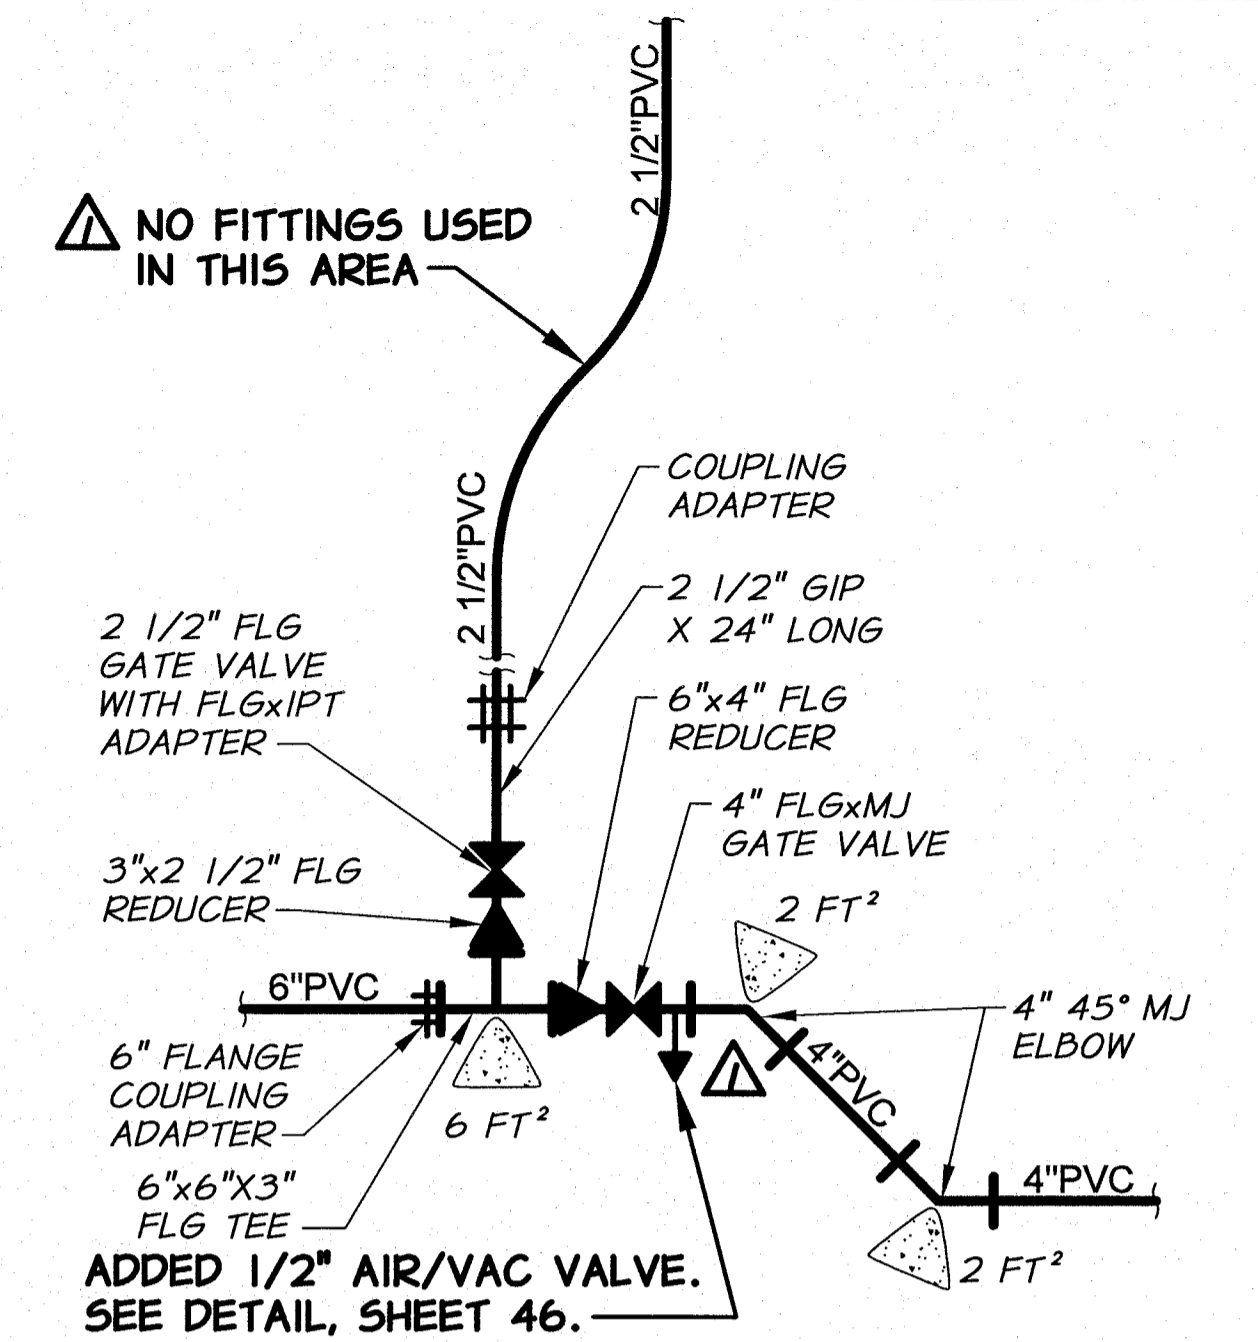 2 1/2"PVC
NO FITTINGS USED
IN THIS AREA
COUPLING
ADAPTER
2 1/2"PVC
2 1/2" GIP
X 24" LONG
2 1/2" FLG
GATE VALVE
WITH FLGxIPT
ADAPTER
6"x4" FLG
REDUCER
4" FLGxMJ
GATE VALVE
3"x2 1/2" FLG
REDUCER
2 FT²
6"PVC
4" 45° MJ
ELBOW
6" FLANGE
COUPLING
ADAPTER
1
1
4"PVC
6 FT²
6"x6"X3"
FLG TEE
4"PVC
2 FT²
ADDED 1/2" AIR/VAC VALVE.
SEE DETAIL, SHEET 46.